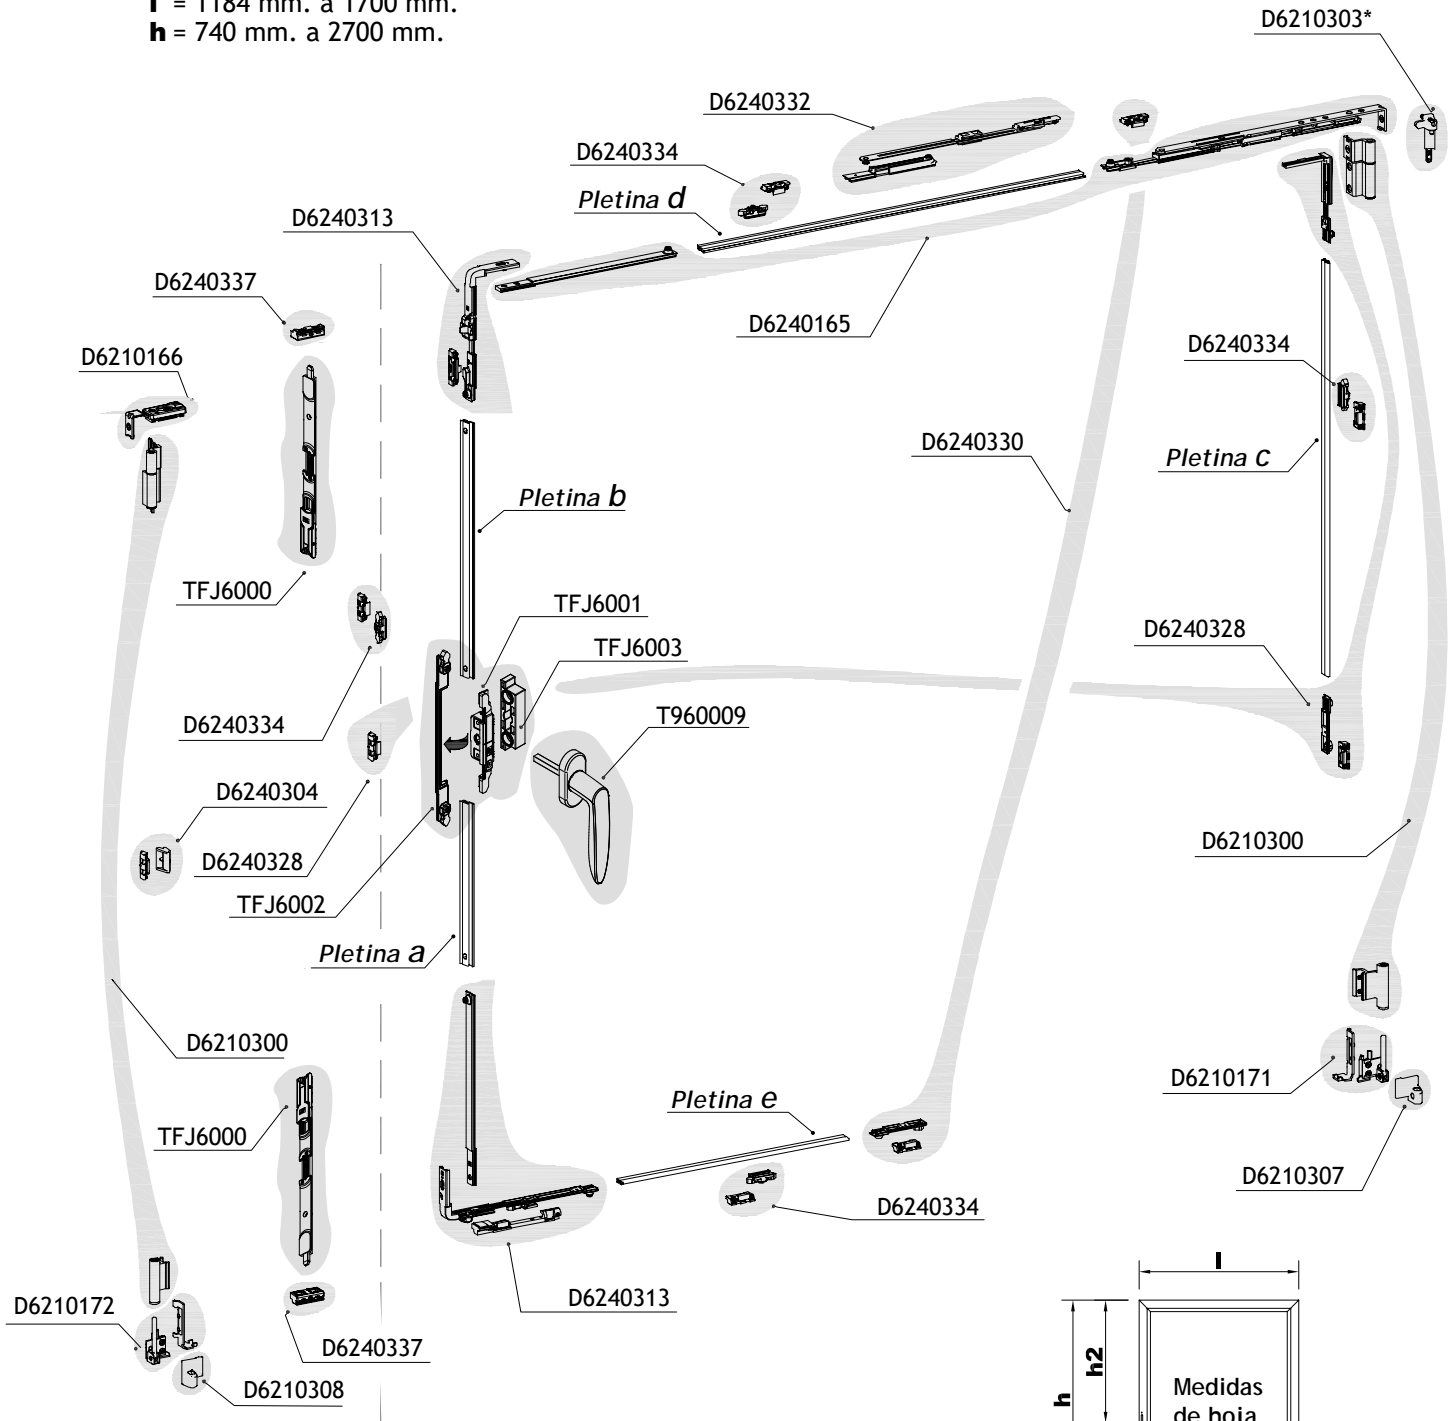 l = 1184 mm. a 1700 mm.
h = 740 mm. a 2700 mm.
D6210303*
D6240332
D6240334
Pletina d
D6240313
D6240337
D6240165
D6240334
D6210166
D6240330
Pletina c
Pletina b
TFJ6000
TFJ6001
D6240328
TFJ6003
D6240334
T960009
D6240304
D6240328
D6210300
TFJ6002
Pletina a
D6210300
D6210171
Pletina e
TFJ6000
D6210307
D6240334
l
D6240313
D6210172
D6240337
h2
h
D6210308
Medidas
de hoja